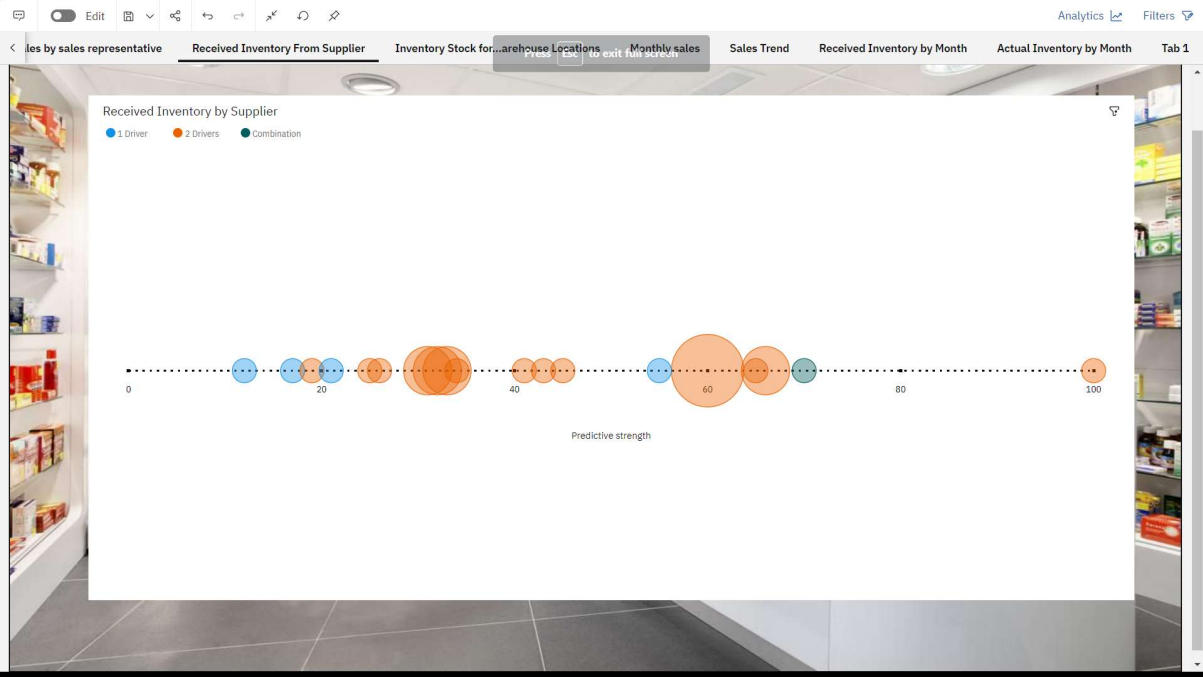 Edit
Analytics
Filters
les by sales representative
Received Inventory From Supplier
Inventory Stock for...arehouse Locations
Monthly sales
Sales Trend
Received Inventory by Month
Actual Inventory by Month
Tab 1
Press Esc to exit full screen
Received Inventory by Supplier
1 Driver
2 Drivers
Combination
0
20
40
60
80
100
Predictive strength